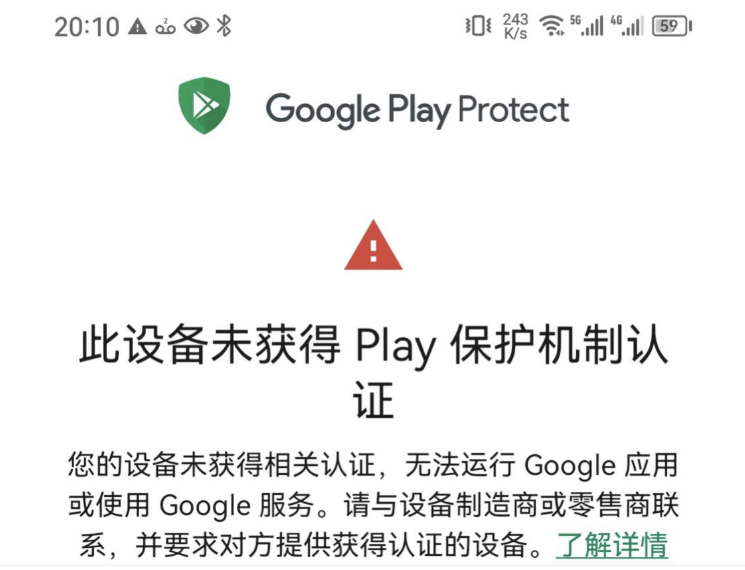 20:10 2 243 K/s 5G 4G 59
Google Play Protect
此设备未获得 Play 保护机制认
证
您的设备未获得相关认证，无法运行 Google 应用
或使用 Google 服务。请与设备制造商或零售商联
系，并要求对方提供获得认证的设备。了解详情